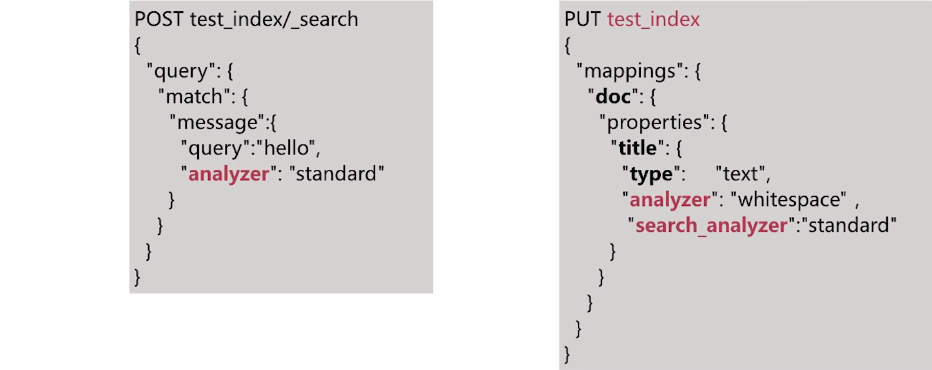 POST test_index/_search
{
"query": {
"match": {
"message":{
"query":"hello",
"analyzer": "standard"
}
}
}
}
PUT test_index
{
"mappings": {
"doc": {
"properties": {
"title": {
"type": "text",
"analyzer": "whitespace" ,
"search_analyzer":"standard"
}
}
}
}
}